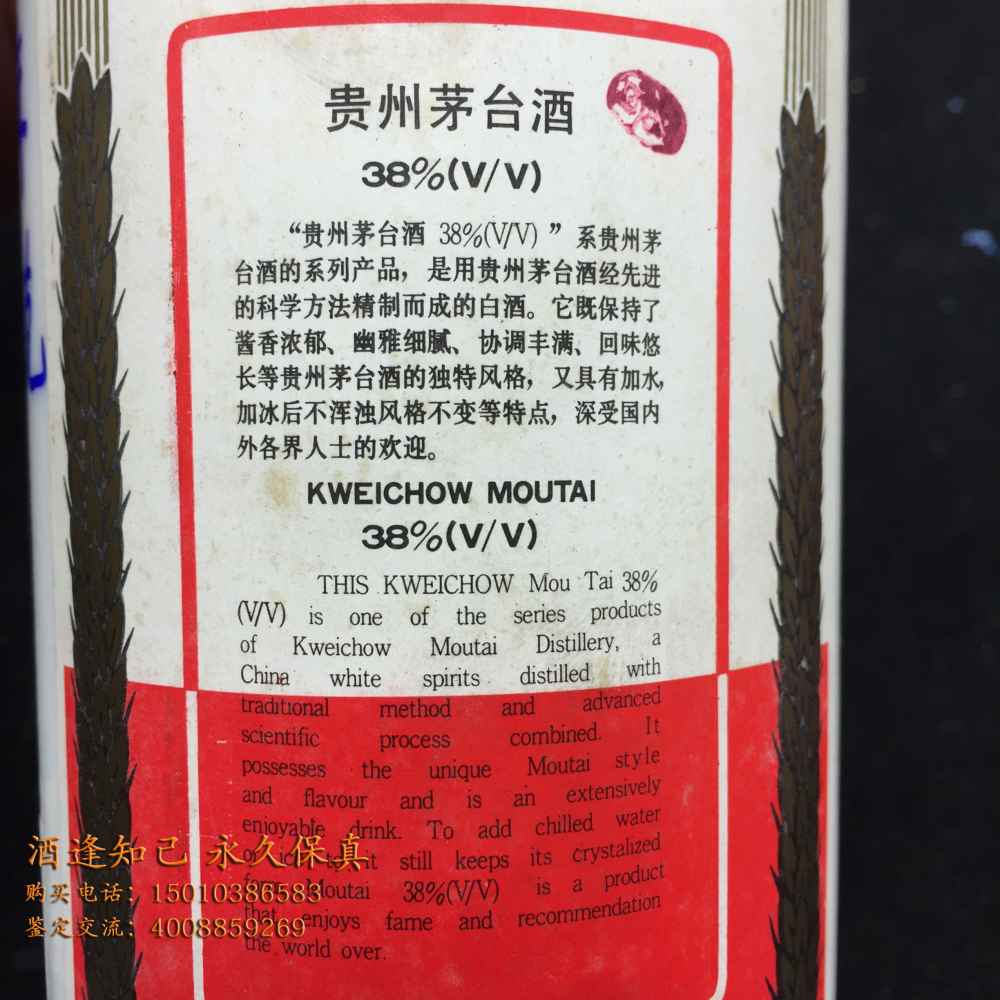 贵州茅台酒
38%(V/V)
“贵州茅台酒 38%(V/V)”系贵州茅
台酒的系列产品，是用贵州茅台酒经先进
的科学方法精制而成的白酒。它既保持了
酱香浓郁、幽雅细腻、协调丰满、回味悠
长等贵州茅台酒的独特风格，又具有加水，
加冰后不浑浊风格不变等特点，深受国内
外各界人士的欢迎。
KWEICHOW MOUTAI
38%(V/V)
THIS KWEICHOW Mou Tai 38%
(V/V) is one of the series products
of Kweichow Moutai Distillery, a
China white spirits distilled with
traditional method and advanced
scientific process combined. It
possesses the unique Moutai style
and flavour and is an extensively
enjoyable drink. To add chilled water
it still keeps its crystalized
Moutai 38%(V/V) is a product
that enjoys fame and recommendation
the world over.
酒逢知己 永久保真
购买电话：15010386583
鉴定交流：4008859269